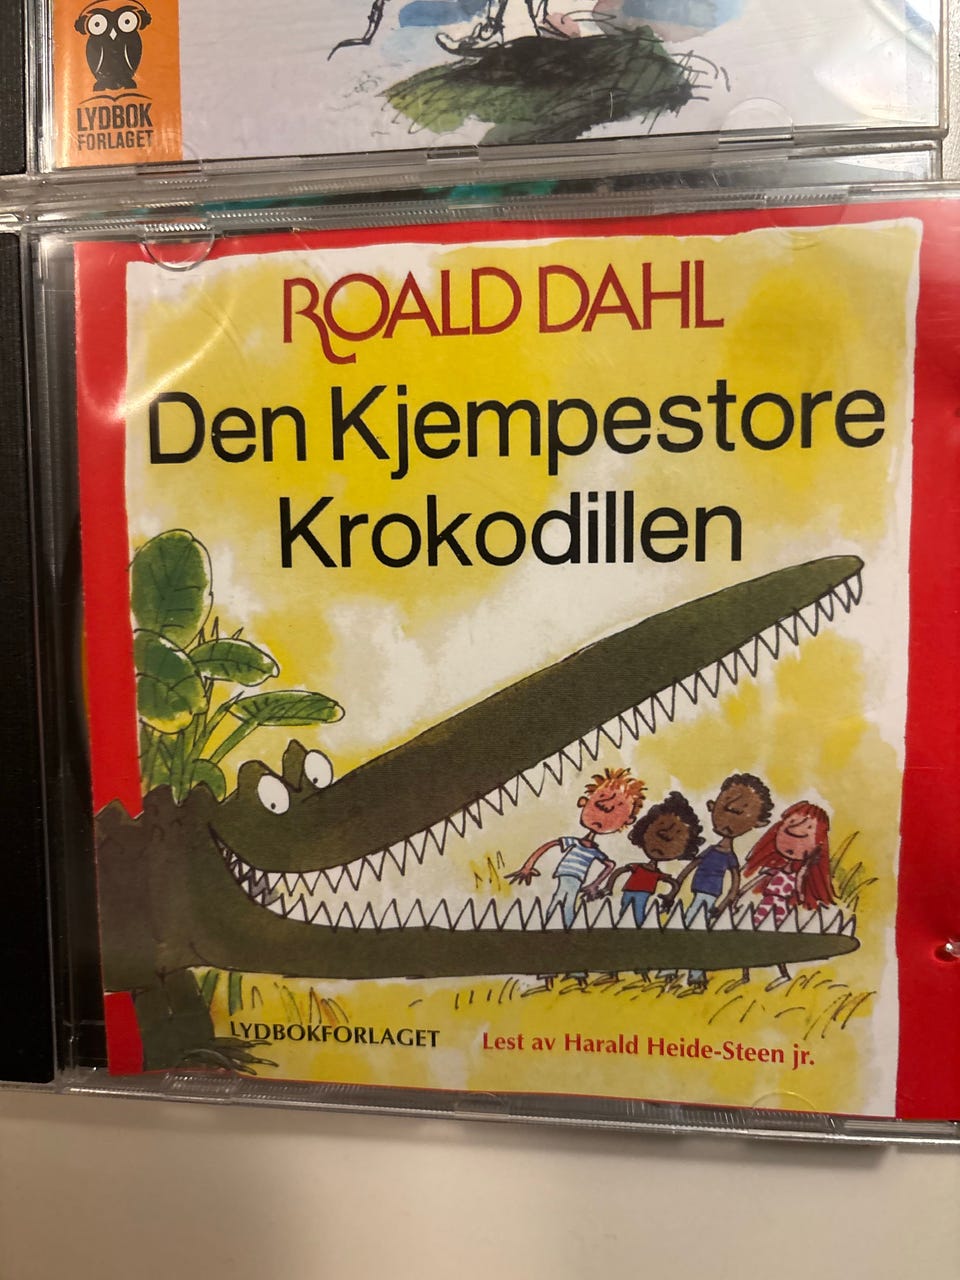 LYDBOK
FORLAGET
ROALD DAHL
Den Kjempestore
Krokodillen
LYDBOKFORLAGET
Lest av Harald Heide-Steen jr.